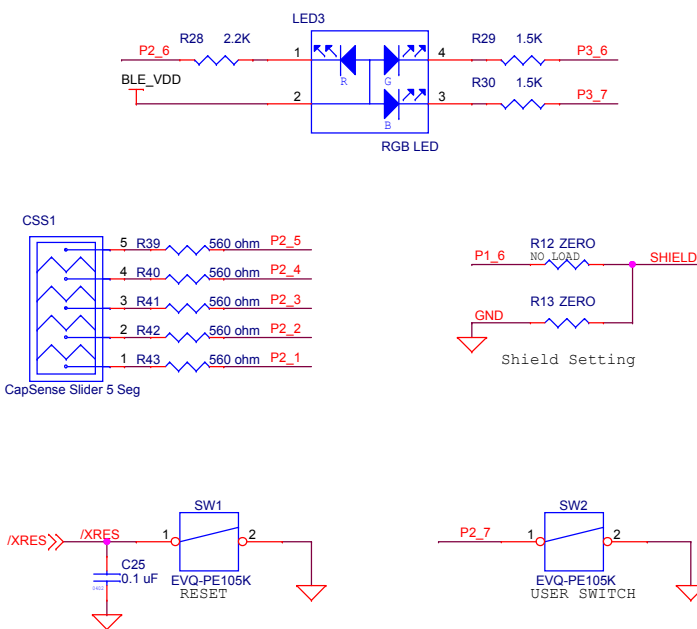 LED3
R28 2.2K
P2_6
1
R
G
4
R29 1.5K
P3_6
BLE_VDD
2
B
3
R30 1.5K
P3_7
RGB LED
CSS1
5 R39 560 ohm P2_5
4 R40 560 ohm P2_4
3 R41 560 ohm P2_3
2 R42 560 ohm P2_2
1 R43 560 ohm P2_1
CapSense Slider 5 Seg
R12 ZERO
P1_6
NO LOAD
SHIELD
R13 ZERO
GND
Shield Setting
SW1
/XRES
/XRES
1
2
C25
0.1 uF
0402
EVQ-PE105K
RESET
SW2
P2_7
1
2
EVQ-PE105K
USER SWITCH